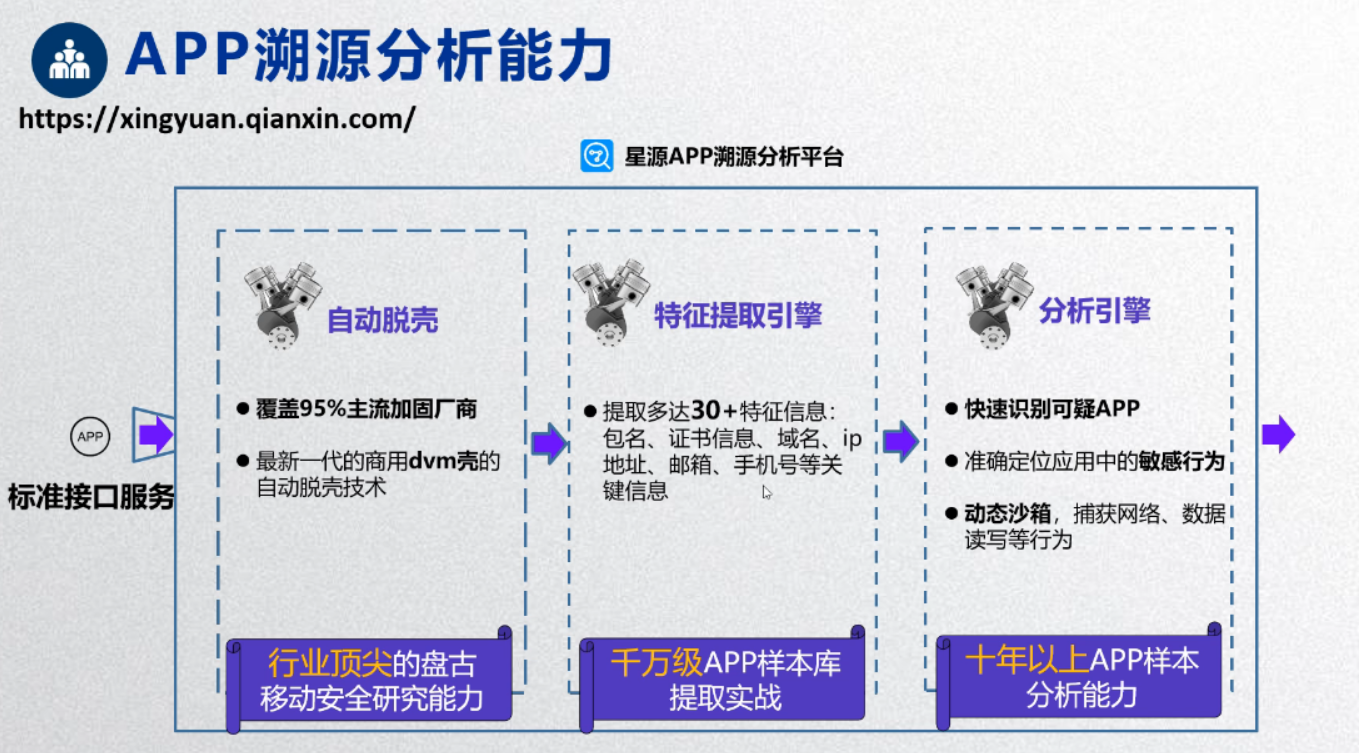 APP溯源分析能力
https://xingyuan.qianxin.com/
星源APP溯源分析平台
自动脱壳
特征提取引擎
分析引擎
APP
标准接口服务
● 覆盖95%主流加固厂商
● 最新一代的商用dvm壳的
自动脱壳技术
● 提取多达30+特征信息：
包名、证书信息、域名、ip
地址、邮箱、手机号等关
键信息
● 快速识别可疑APP
● 准确定位应用中的敏感行为
● 动态沙箱，捕获网络、数据
读写等行为
行业顶尖的盘古
移动安全研究能力
千万级APP样本库
提取实战
十年以上APP样本
分析能力